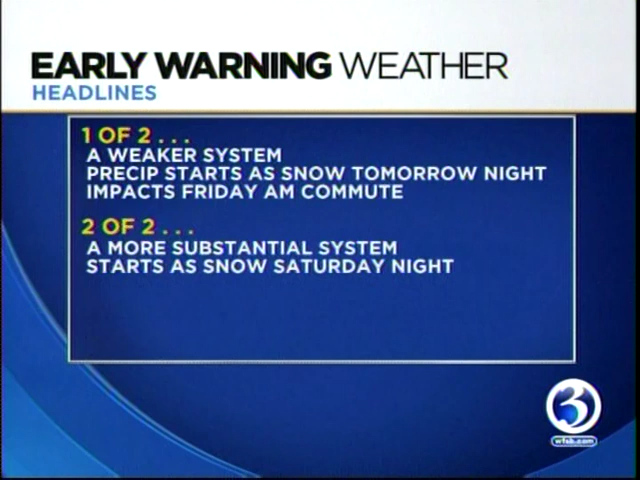 EARLY WARNING WEATHER
HEADLINES
1 OF 2 . . .
A WEAKER SYSTEM
PRECIP STARTS AS SNOW TOMORROW NIGHT
IMPACTS FRIDAY AM COMMUTE
2 OF 2 . . .
A MORE SUBSTANTIAL SYSTEM
STARTS AS SNOW SATURDAY NIGHT
3
wfsb.com